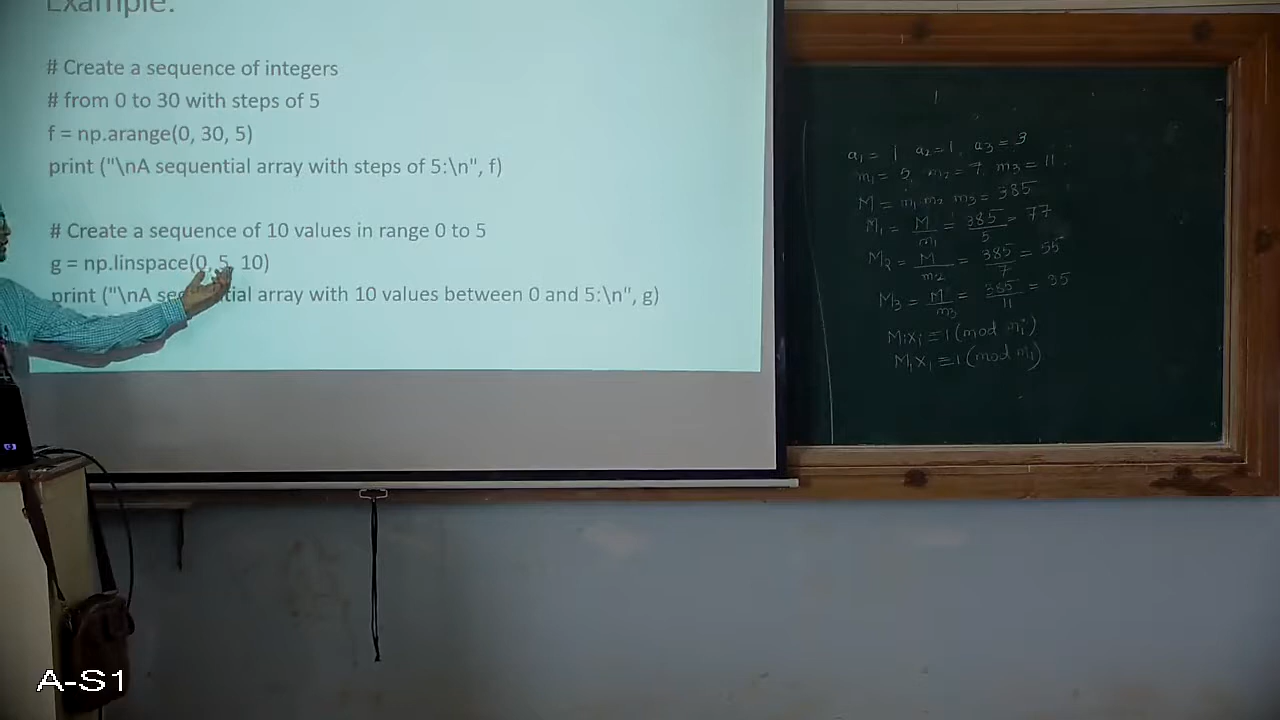 Example:
# Create a sequence of integers
# from 0 to 30 with steps of 5
f = np.arange(0, 30, 5)
print ("\nA sequential array with steps of 5:\n", f)
# Create a sequence of 10 values in range 0 to 5
g = np.linspace(0, 5, 10)
print ("\nA sequential array with 10 values between 0 and 5:\n", g)
a1 = 1 a2=1, a3 = 3
m1 = 5, m2 = 7, m3 = 11
M = m1 m2 m3 = 385
M1 = M/m1 = 385/5 = 77
M2 = M/m2 = 385/7 = 55
M3 = M/m3 = 385/11 = 35
Mixi ≡ 1 (mod mi)
M1x1 ≡ 1 (mod m1)
A-S1